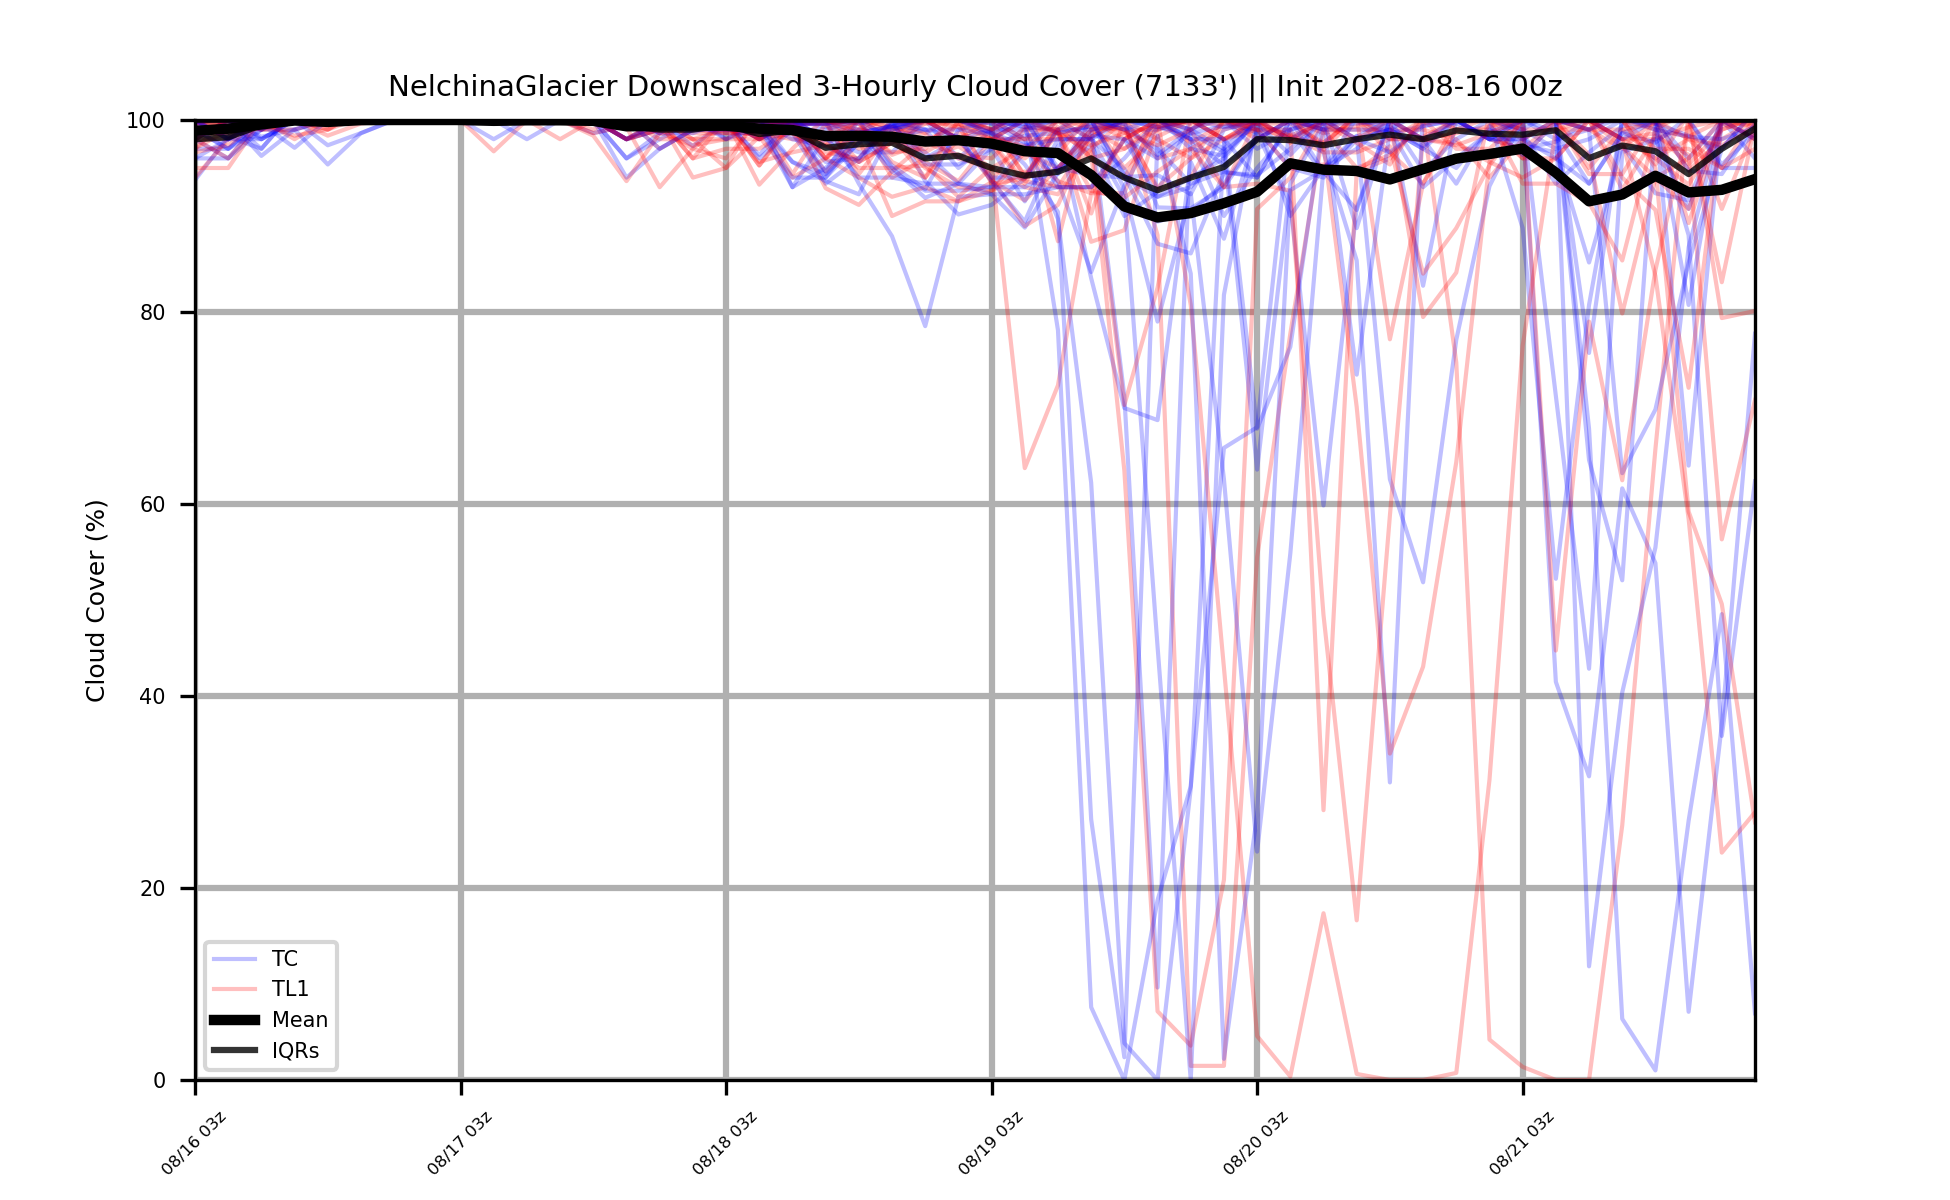 NelchinaGlacier Downscaled 3-Hourly Cloud Cover (7133') || Init 2022-08-16 00z
Cloud Cover (%)
100
80
60
40
20
0
TC
TL1
Mean
IQRs
08/16 03z
08/17 03z
08/18 03z
08/19 03z
08/20 03z
08/21 03z